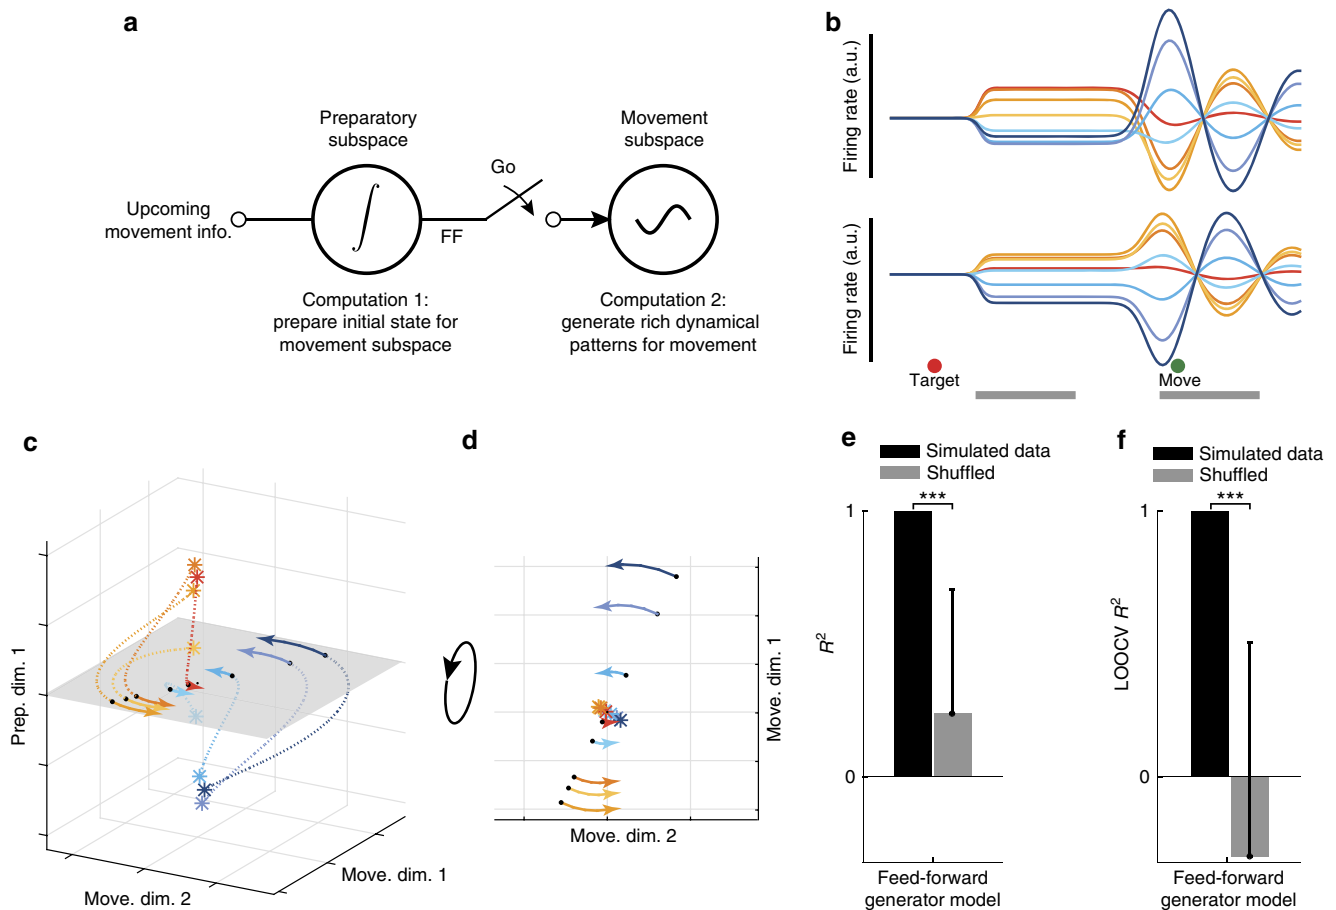 a
Preparatory
subspace
Movement
subspace
Go
Upcoming
movement info.
FF
∫
Computation 1:
prepare initial state for
movement subspace
Computation 2:
generate rich dynamical
patterns for movement
b
Firing rate (a.u.)
Firing rate (a.u.)
Target
Move
c
Prep. dim. 1
Move. dim. 2
Move. dim. 1
d
Move. dim. 1
Move. dim. 2
e
Simulated data
Shuffled
***
1
R²
0
Feed-forward
generator model
f
Simulated data
Shuffled
***
1
LOOCV R²
0
Feed-forward
generator model